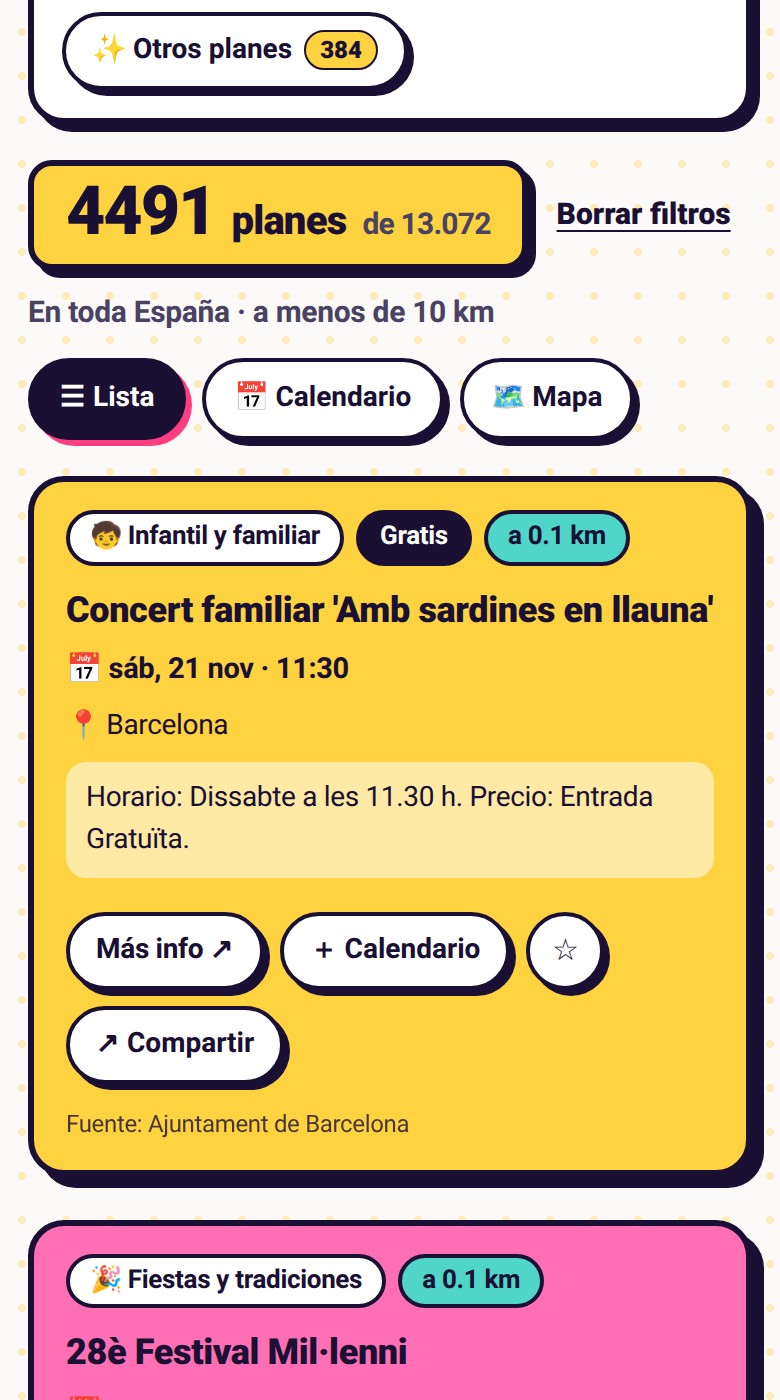 ✨ Otros planes 384
4491 planes de 13.072
Borrar filtros
En toda España · a menos de 10 km
☰ Lista
📅 Calendario
🗺️ Mapa
🧒 Infantil y familiar
Gratis
a 0.1 km
Concert familiar 'Amb sardines en llauna'
📅 sáb, 21 nov · 11:30
📍 Barcelona
Horario: Dissabte a les 11.30 h. Precio: Entrada
Gratuïta.
Más info ↗
+ Calendario
☆
↗ Compartir
Fuente: Ajuntament de Barcelona
🎉 Fiestas y tradiciones
a 0.1 km
28è Festival Mil·lenni